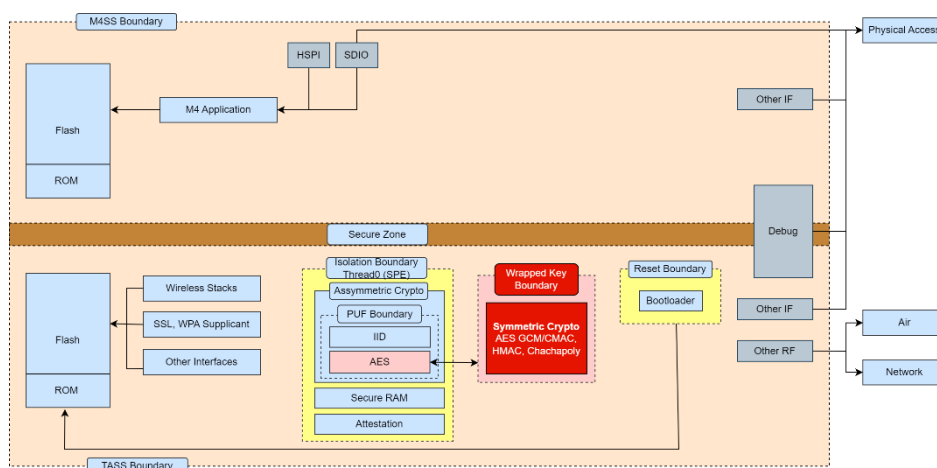 M4SS Boundary
Physical Access
HSPI
SDIO
Other IF
M4 Application
Flash
ROM
Debug
Secure Zone
Isolation Boundary
Thread0 (SPE)
Wrapped Key
Boundary
Reset Boundary
Assymmetric Crypto
Wireless Stacks
Bootloader
PUF Boundary
Other IF
SSL, WPA Supplicant
IID
Symmetric Crypto
AES GCM/CMAC,
HMAC, Chachapoly
Air
Flash
Other Interfaces
AES
Other RF
Network
ROM
Secure RAM
Attestation
TASS Boundary